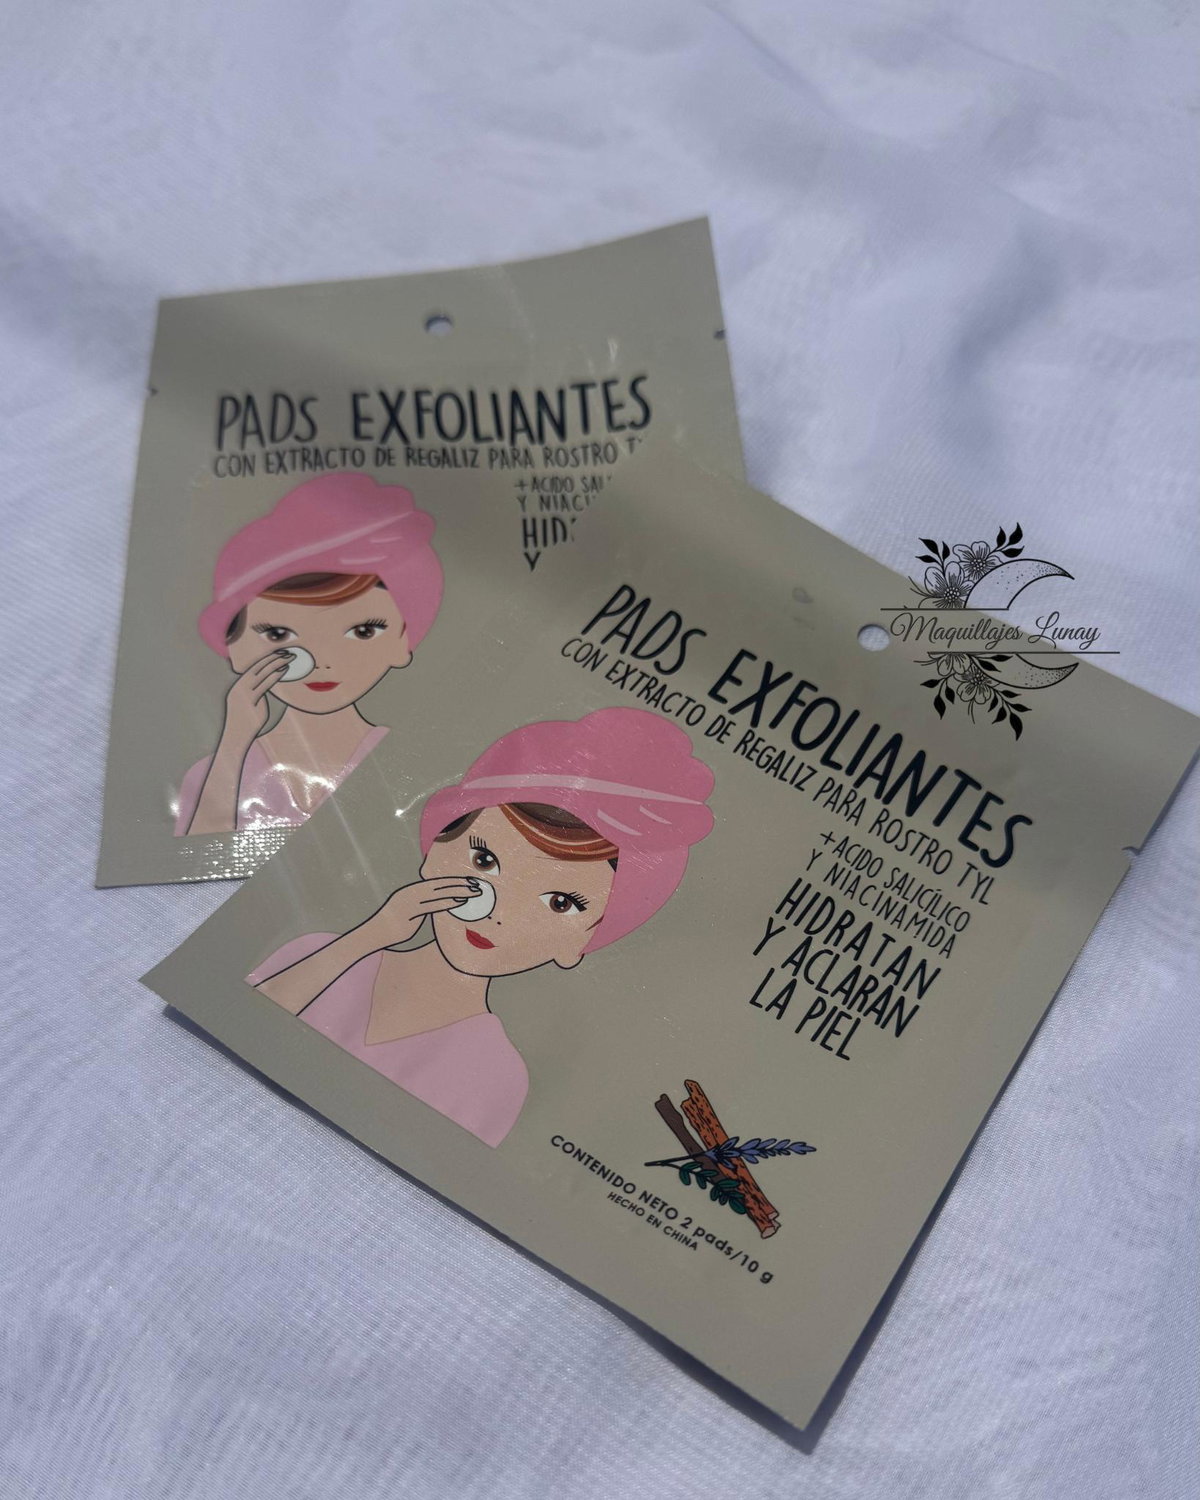 PADS EXFOLIANTES
CON EXTRACTO DE REGALIZ PARA ROSTRO
+ACIDO
Y
Y
Maquillajes Lunay
PADS EXFOLIANTES
CON EXTRACTO DE REGALIZ PARA ROSTRO TYL
+ACIDO SALICÍLICO
Y NIACINAMIDA
HIDRATAN
Y ACLARAN
LA PIEL
CONTENIDO NETO 2 pads/10 g
HECHO EN CHINA